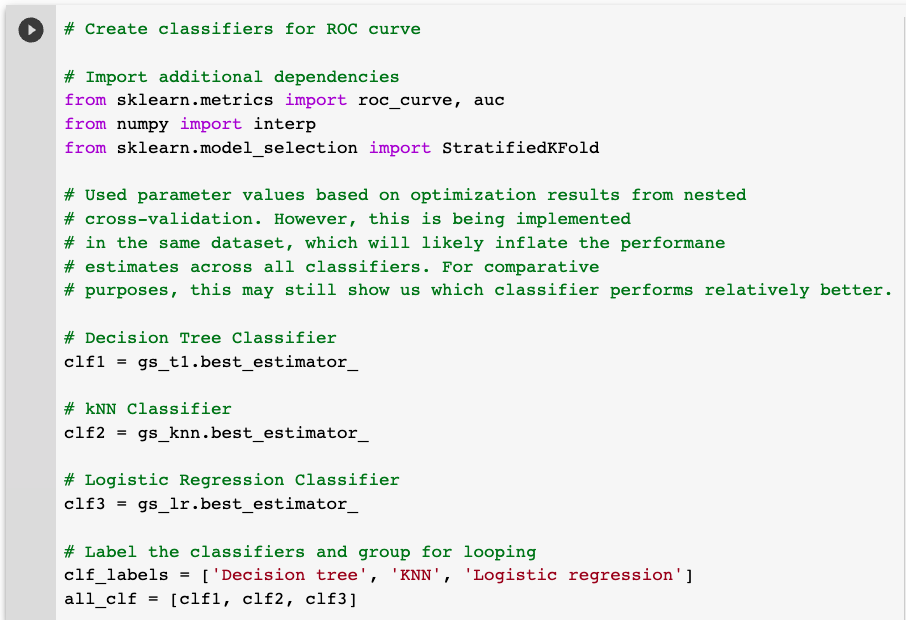 # Create classifiers for ROC curve
# Import additional dependencies
from sklearn.metrics import roc_curve, auc
from numpy import interp
from sklearn.model_selection import StratifiedKFold
# Used parameter values based on optimization results from nested
# cross-validation. However, this is being implemented
# in the same dataset, which will likely inflate the performane
# estimates across all classifiers. For comparative
# purposes, this may still show us which classifier performs relatively better.
# Decision Tree Classifier
clf1 = gs_t1.best_estimator_
# kNN Classifier
clf2 = gs_knn.best_estimator_
# Logistic Regression Classifier
clf3 = gs_lr.best_estimator_
# Label the classifiers and group for looping
clf_labels = ['Decision tree', 'KNN', 'Logistic regression']
all_clf = [clf1, clf2, clf3]